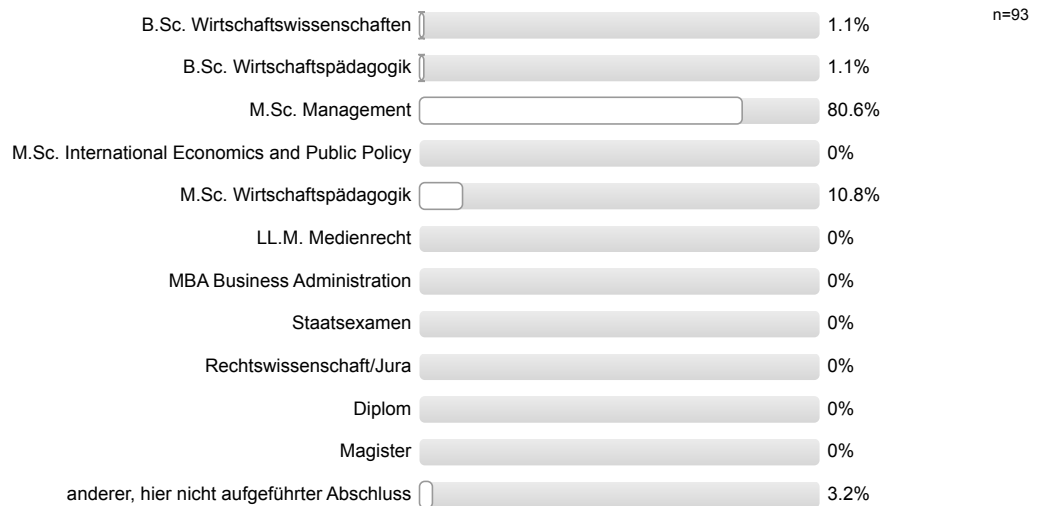 B.Sc. Wirtschaftswissenschaften 1.1% n=93
B.Sc. Wirtschaftspädagogik 1.1%
M.Sc. Management 80.6%
M.Sc. International Economics and Public Policy 0%
M.Sc. Wirtschaftspädagogik 10.8%
LL.M. Medienrecht 0%
MBA Business Administration 0%
Staatsexamen 0%
Rechtswissenschaft/Jura 0%
Diplom 0%
Magister 0%
anderer, hier nicht aufgeführter Abschluss 3.2%